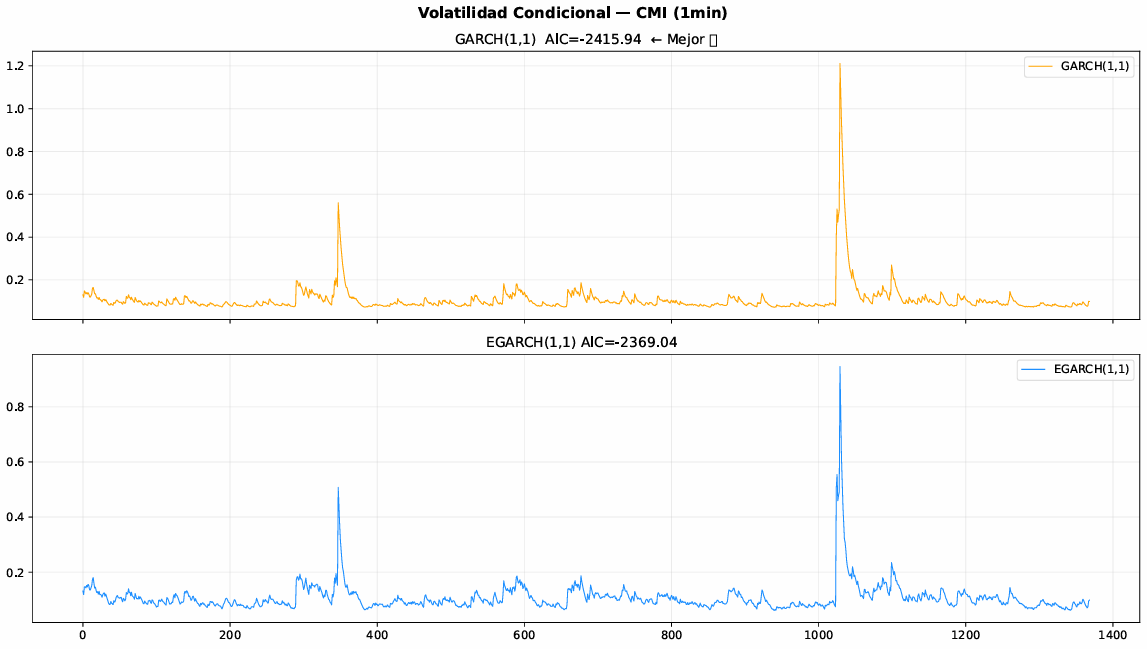 Volatilidad Condicional — CMI (1min)
GARCH(1,1) AIC=-2415.94 ← Mejor
GARCH(1,1)
1.2
1.0
0.8
0.6
0.4
0.2
EGARCH(1,1) AIC=-2369.04
EGARCH(1,1)
0.8
0.6
0.4
0.2
0 200 400 600 800 1000 1200 1400